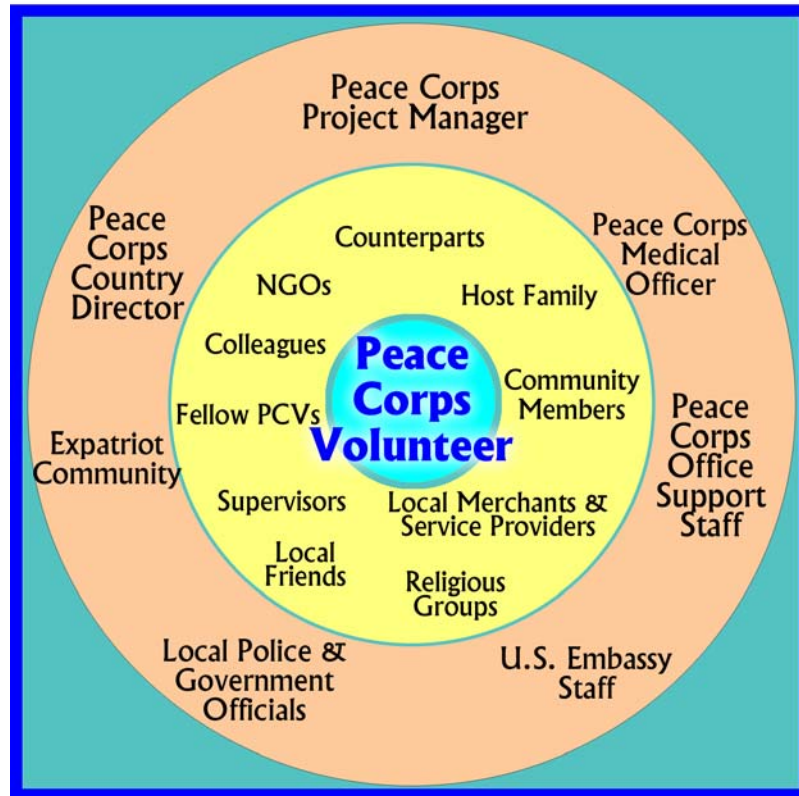 Peace Corps
Project Manager
Peace
Corps
Country
Director
Peace Corps
Medical
Officer
Counterparts
NGOs
Host Family
Colleagues
Peace
Corps
Volunteer
Community
Members
Fellow PCVs
Expatriot
Community
Peace
Corps
Office
Support
Staff
Supervisors
Local Merchants &
Service Providers
Local
Friends
Religious
Groups
Local Police &
Government
Officials
U.S. Embassy
Staff